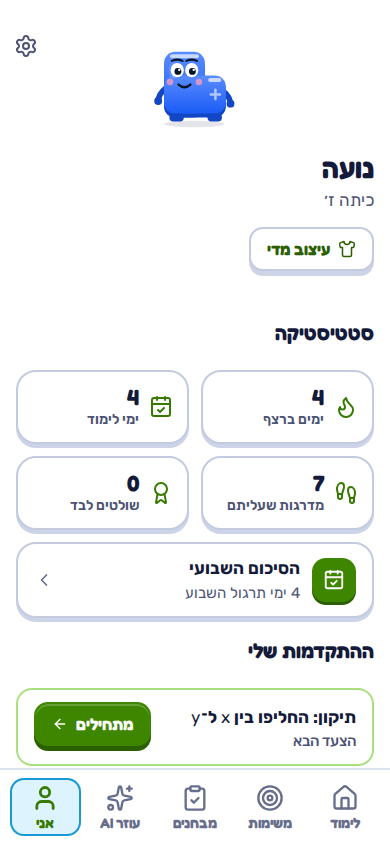 נועה
כיתה ז׳
עיצוב מדי
סטטיסטיקה
4
ימים ברצף
4
ימי לימוד
7
מדרגות שעליתם
0
שולטים לבד
הסיכום השבועי
4 ימי תרגול השבוע
ההתקדמות שלי
תיקון: החליפו בין x ל־y
הצעד הבא
מתחילים
לימוד
משימות
מבחנים
עוזר AI
אני